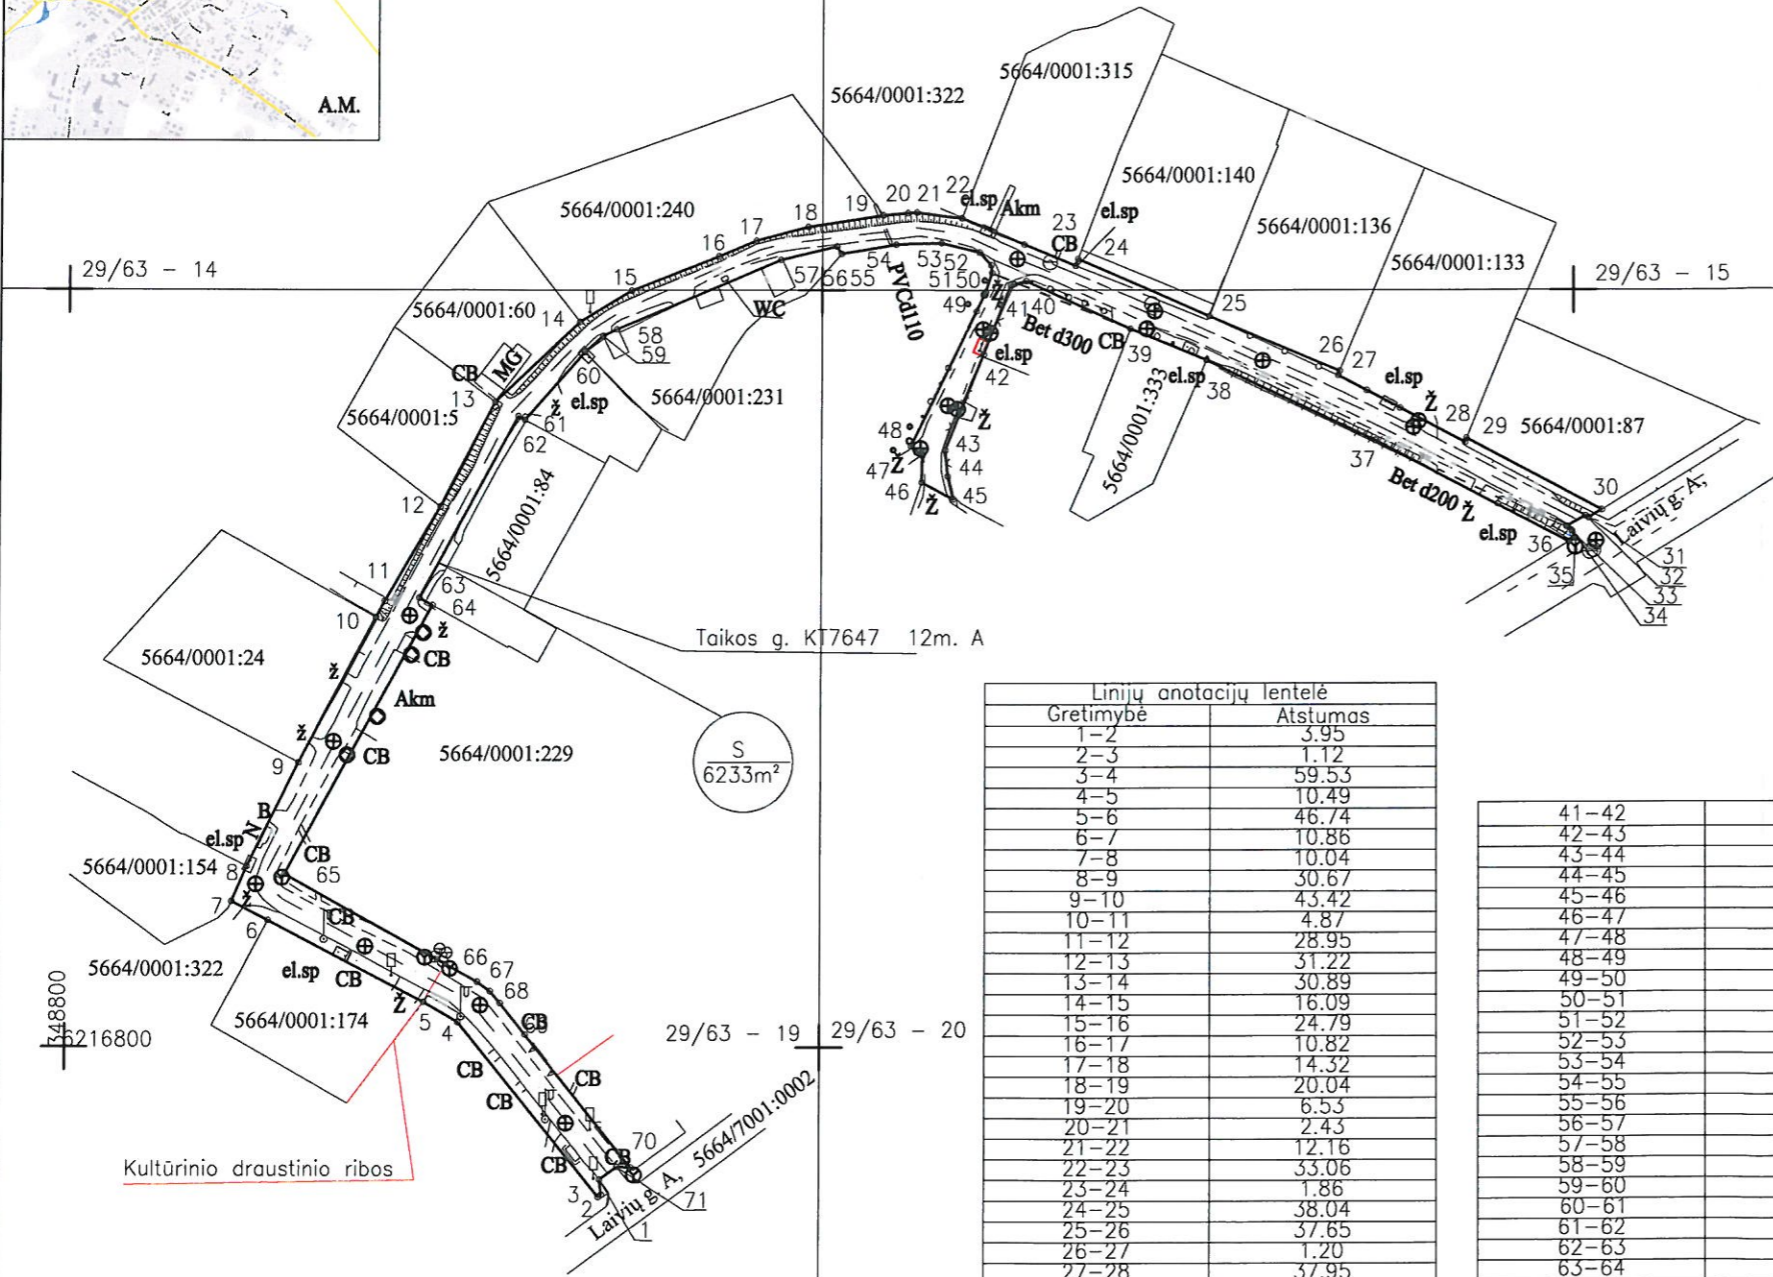 A.M.
5664/0001:315
5664/0001:322
5664/0001:140
5664/0001:240
5664/0001:136
5664/0001:133
29/63 - 14
29/63 - 15
5664/0001:60
5664/0001:5
5664/0001:231
5664/0001:333
5664/0001:87
5664/0001:84
5664/0001:24
5664/0001:229
5664/0001:154
5664/0001:322
5664/0001:174
22
el.sp
Akm
23
CB
el.sp
24
19
20
21
18
17
16
15
14
13
CB
MG
12
11
10
9
8
7
6
5
4
3
2
1
25
26
27
el.sp
Ž
28
29
30
31
32
33
34
35
36
37
38
39
40
41
42
43
44
45
46
47
48
49
50
51
52
53
54
55
56
57
58
59
60
61
62
63
64
65
66
67
68
70
71
WC
PVCd110
Bet d300
CB
el.sp
el.sp
Bet d200 Ž
el.sp
Laivių g. A,
ž
el.sp
Ž
Ž
Ž
Ž
ž
CB
Akm
CB
ž
ž
B
N
el.sp
CB
ž
CB
el.sp
CB
Ž
CB
CB
CB
CB
CB
CB
Taikos g. KT7647 12m. A
S
6233m²
348800
6216800
29/63 - 19
29/63 - 20
Kultūrinio draustinio ribos
Laivių g. A, 5664/7001:0002
Linijų anotacijų lentelė
Gretimybė Atstumas
1-2 3.95
2-3 1.12
3-4 59.53
4-5 10.49
5-6 46.74
6-7 10.86
7-8 10.04
8-9 30.67
9-10 43.42
10-11 4.87
11-12 28.95
12-13 31.22
13-14 30.89
14-15 16.09
15-16 24.79
16-17 10.82
17-18 14.32
18-19 20.04
19-20 6.53
20-21 2.43
21-22 12.16
22-23 33.06
23-24 1.86
24-25 38.04
25-26 37.65
26-27 1.20
27-28 37.95
41-42
42-43
43-44
44-45
45-46
46-47
47-48
48-49
49-50
50-51
51-52
52-53
53-54
54-55
55-56
56-57
57-58
58-59
59-60
60-61
61-62
62-63
63-64